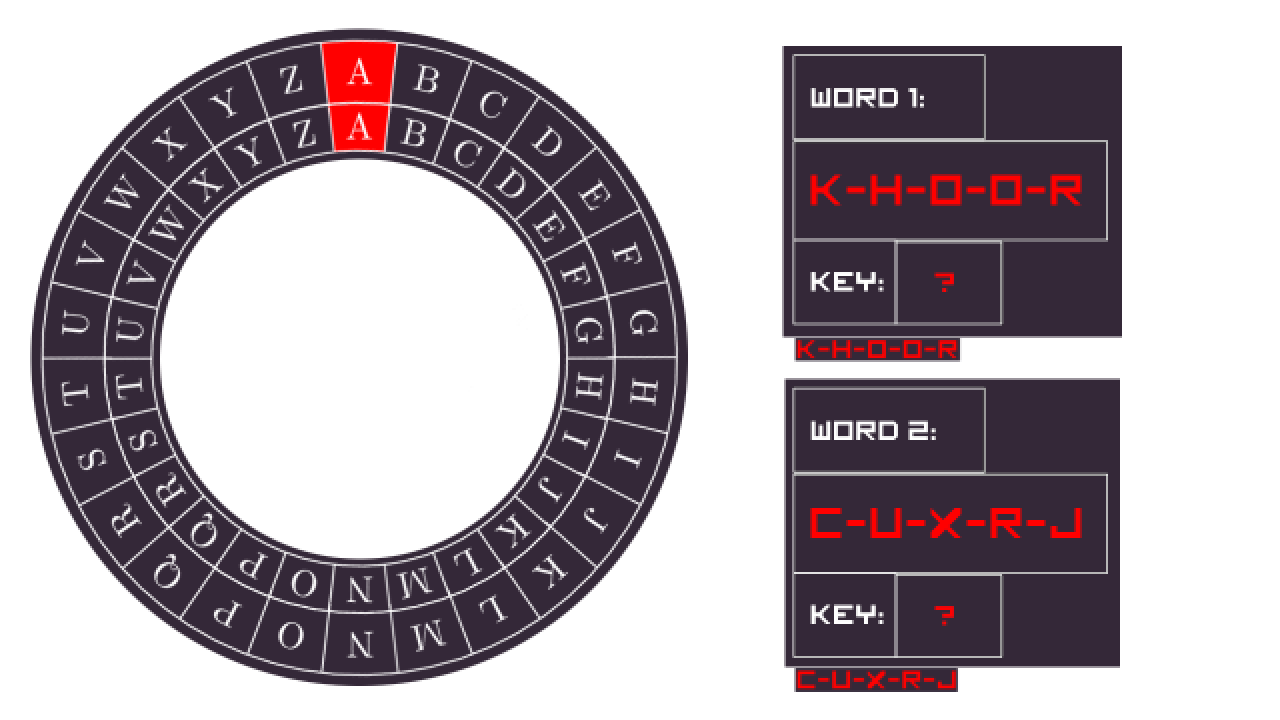 A B C D E F G H I J K L M N O P Q R S T U V W X Y Z
A B C D E F G H I J K L M N O P Q R S T U V W X Y Z
WORD 1:
K-H-O-O-R
KEY: ?
K-H-O-O-R
WORD 2:
C-U-X-R-J
KEY: ?
C-U-X-R-J